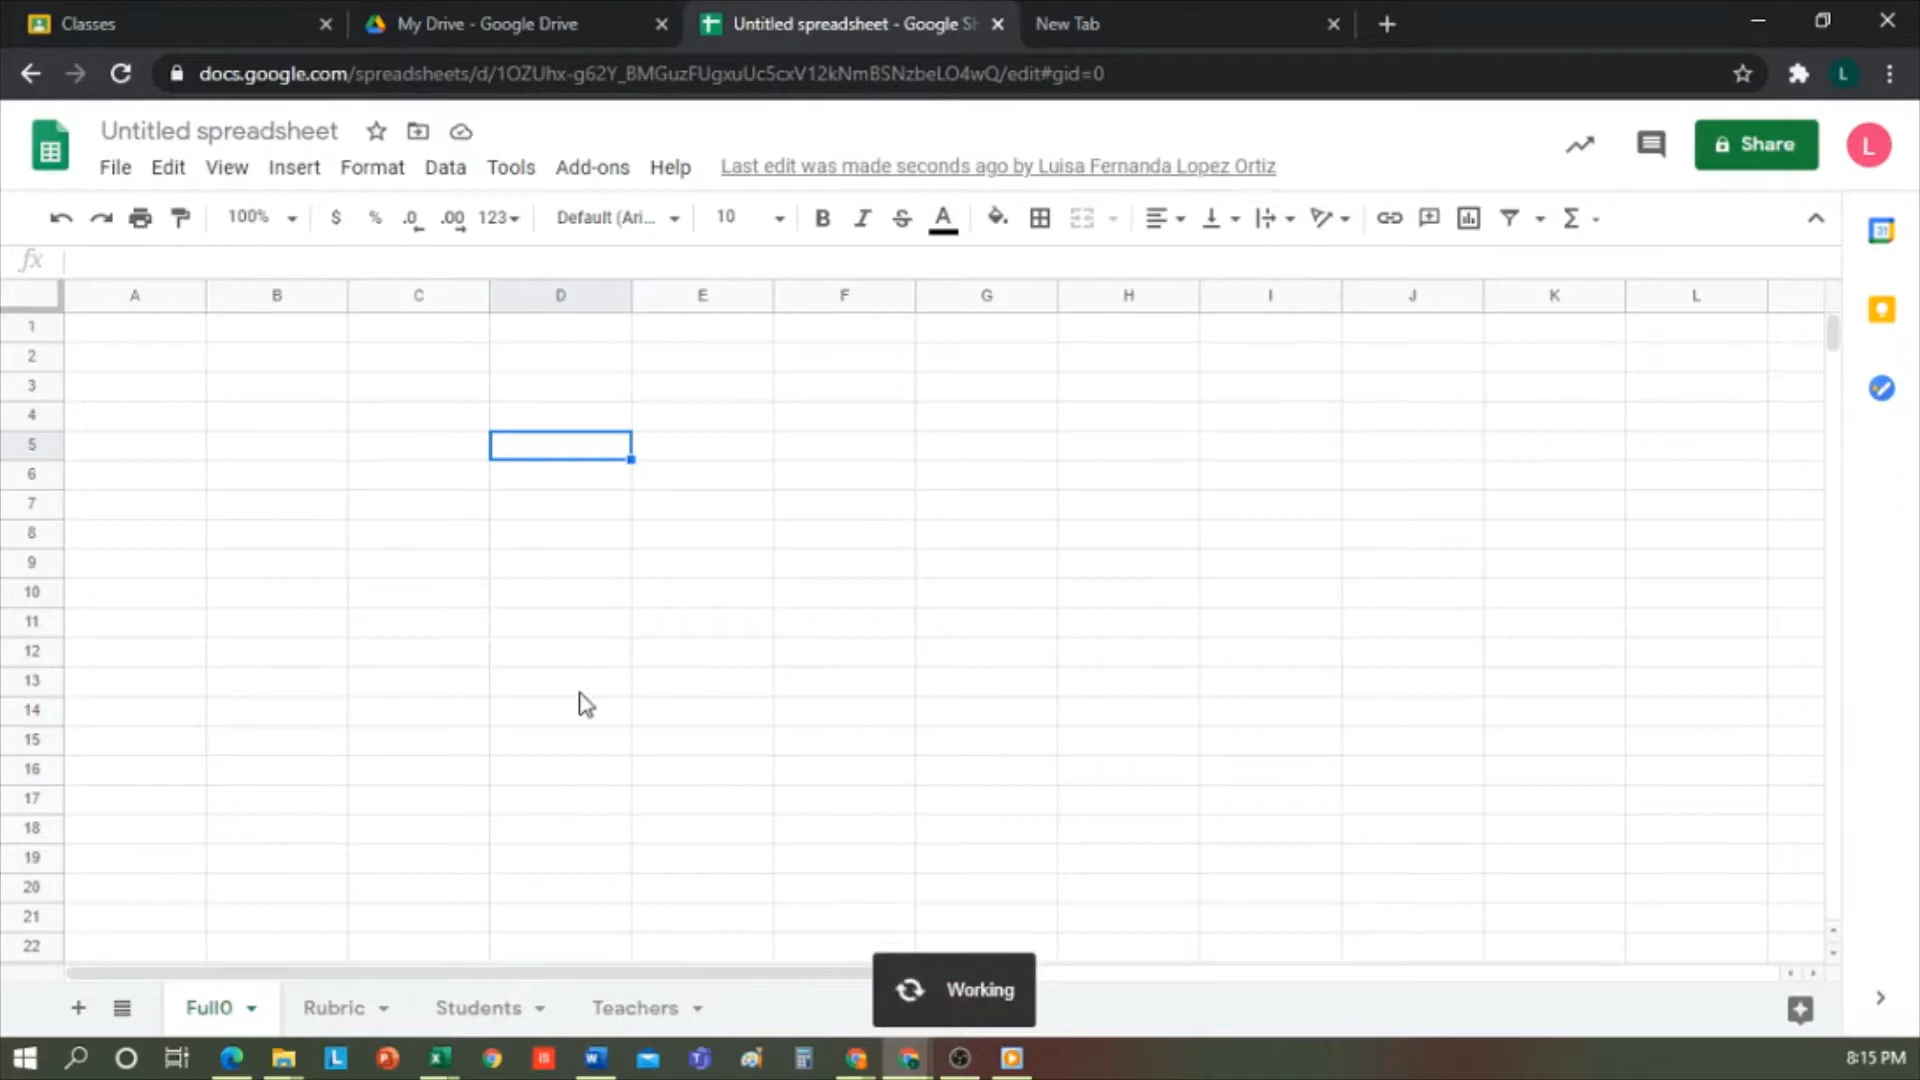 Classes
My Drive - Google Drive
Untitled spreadsheet - Google Sh
New Tab
docs.google.com/spreadsheets/d/1OZUhx-g62Y_BMGuzFUgxuUc5cxV12kNmBSNzbeLO4wQ/edit#gid=0
L
Untitled spreadsheet
Share
L
File Edit View Insert Format Data Tools Add-ons Help
Last edit was made seconds ago by Luisa Fernanda Lopez Ortiz
100% $ % .0 .00 123 Default (Ari... 10 B I S A Σ
31
fx
A B C D E F G H I J K L
1
2
3
4
5
6
7
8
9
10
11
12
13
14
15
16
17
18
19
20
21
22
Working
Full0 Rubric Students Teachers
8:15 PM